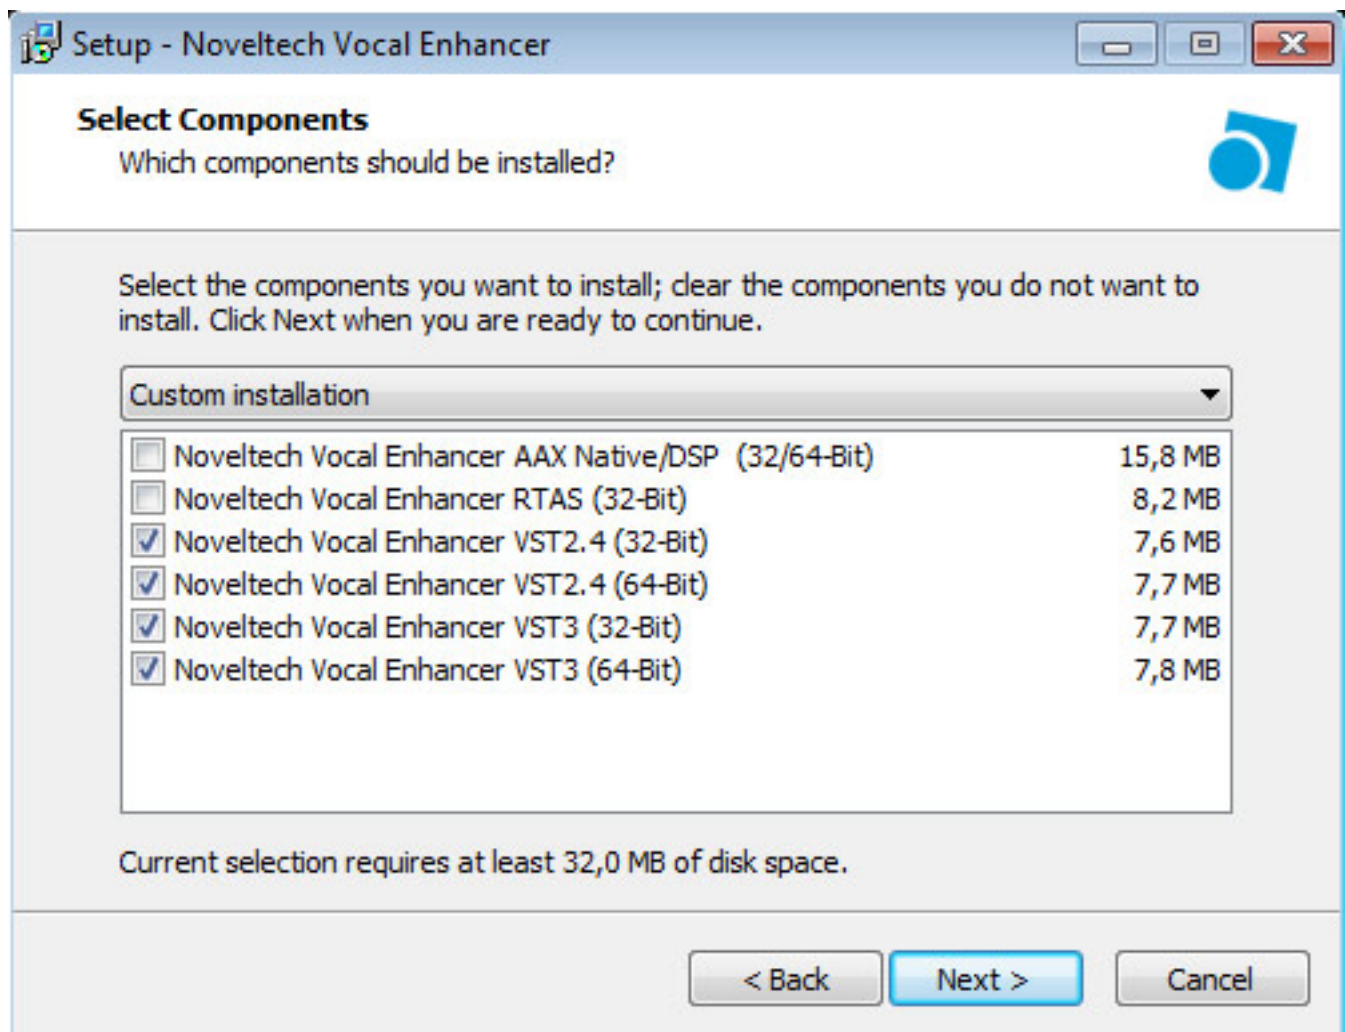 Setup - Noveltech Vocal Enhancer
Select Components
Which components should be installed?
Select the components you want to install; clear the components you do not want to
install. Click Next when you are ready to continue.
Custom installation
Noveltech Vocal Enhancer AAX Native/DSP (32/64-Bit) 15,8 MB
Noveltech Vocal Enhancer RTAS (32-Bit) 8,2 MB
Noveltech Vocal Enhancer VST2.4 (32-Bit) 7,6 MB
Noveltech Vocal Enhancer VST2.4 (64-Bit) 7,7 MB
Noveltech Vocal Enhancer VST3 (32-Bit) 7,7 MB
Noveltech Vocal Enhancer VST3 (64-Bit) 7,8 MB
Current selection requires at least 32,0 MB of disk space.
< Back Next > Cancel